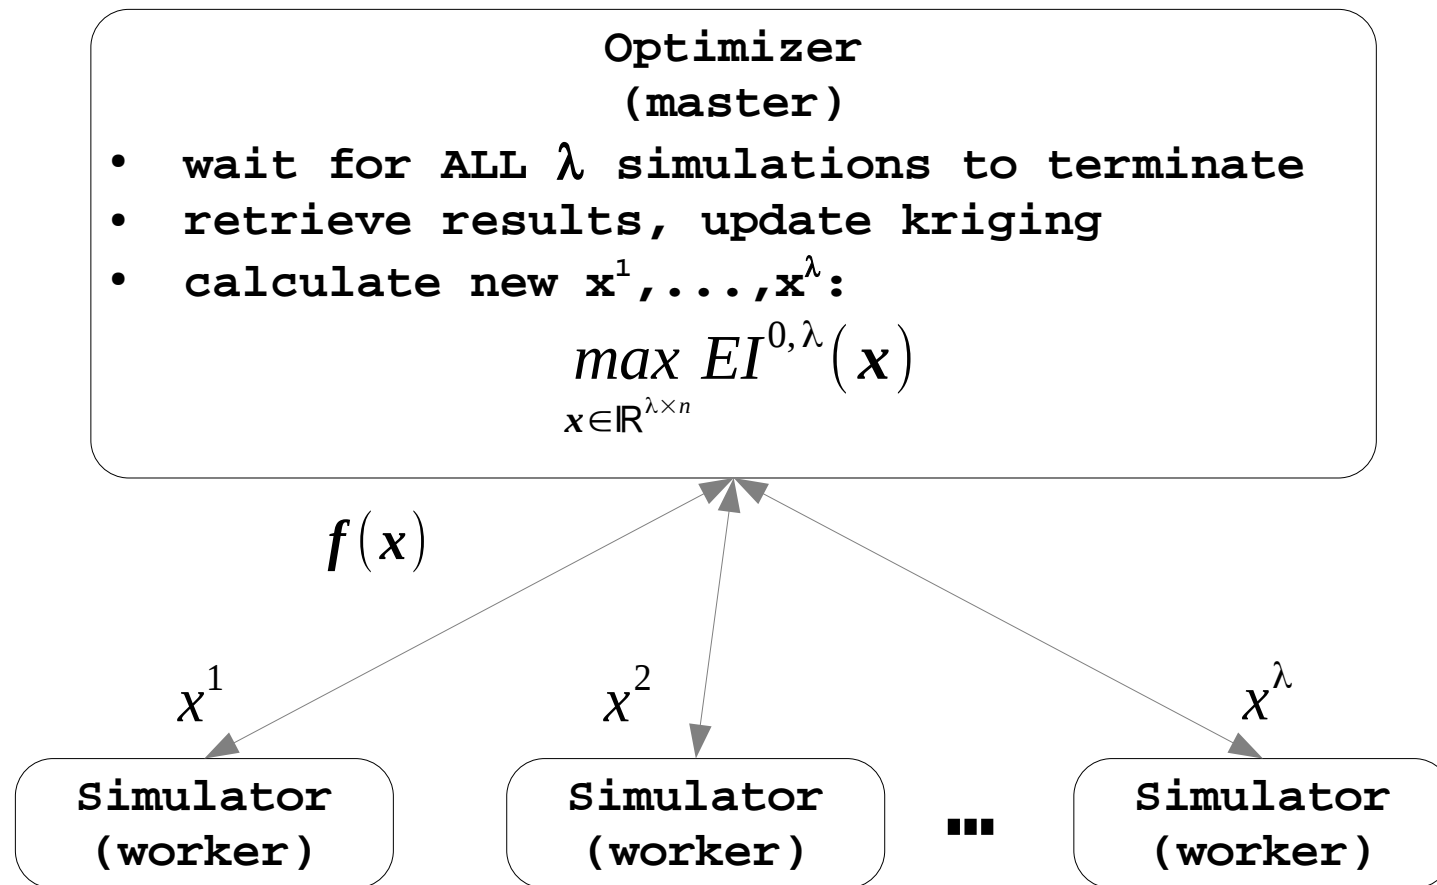 Optimizer
(master)
• wait for ALL λ simulations to terminate
• retrieve results, update kriging
• calculate new x¹,...,x^λ:
max EI^{0,λ}(x)
x∈ℝ^{λ×n}
f(x)
x¹ x² x^λ
Simulator Simulator Simulator
(worker) (worker) ... (worker)